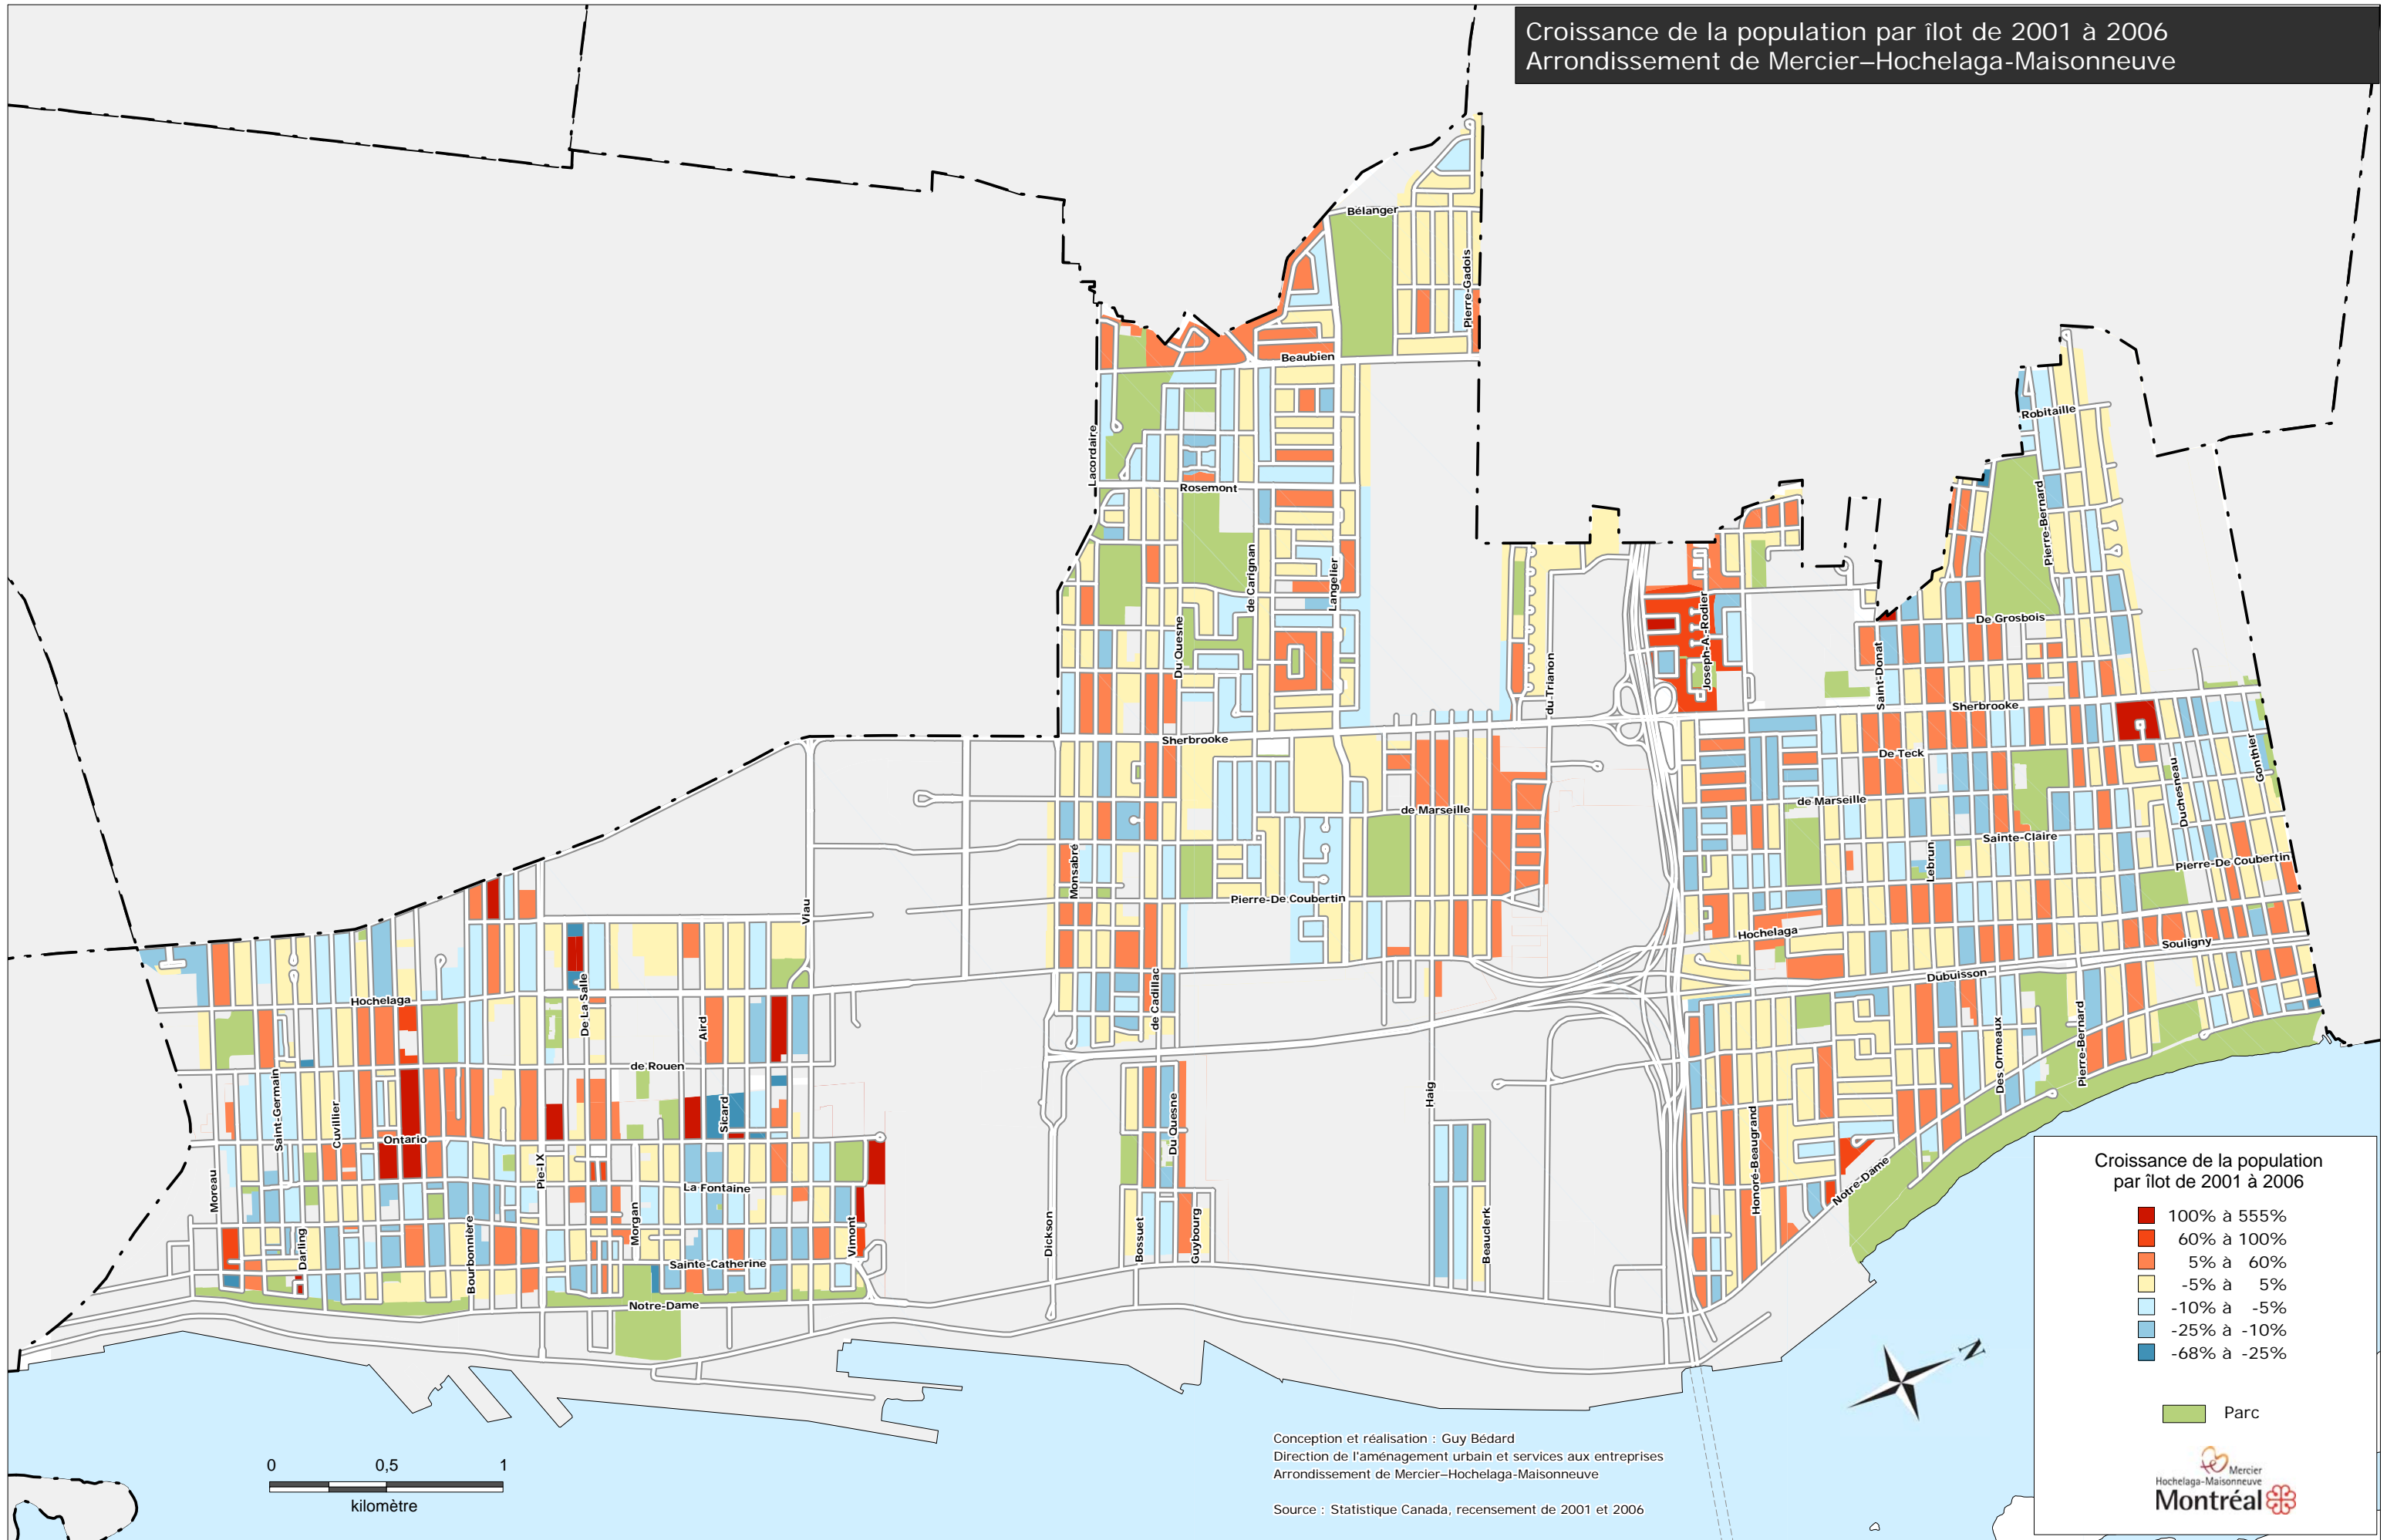 Croissance de la population par îlot de 2001 à 2006
Arrondissement de Mercier–Hochelaga-Maisonneuve
Bélanger
Pierre-Gadois
Beaubien
Robitaille
Lacordaire
Rosemont
Pierre-Bernard
de Carignan
Langelier
Du Quesne
du Trianon
Joseph-A.-Rodier
Saint-Donat
De Grosbois
Sherbrooke
Sherbrooke
De Teck
Gonthier
Duchesneau
de Marseille
de Marseille
Sainte-Claire
Monsabré
Lebrun
Pierre-De Coubertin
Pierre-De Coubertin
Viau
Hochelaga
Souligny
Dubuisson
De La Salle
Hochelaga
de Cadillac
Aird
Des Ormeaux
Pierre-Bernard
de Rouen
Saint-Germain
Cuvillier
Sicard
Ontario
Haig
Du Quesne
Honoré-Beaugrand
Pie-IX
Moreau
La Fontaine
Notre-Dame
Darling
Bourbonnière
Morgan
Vimont
Dickson
Bossuet
Guybourg
Beauclerk
Sainte-Catherine
Notre-Dame
N
Croissance de la population
par îlot de 2001 à 2006
100% à 555%
60% à 100%
5% à 60%
-5% à 5%
-10% à -5%
-25% à -10%
-68% à -25%
Parc
Mercier
Hochelaga-Maisonneuve
Montréal
0 0,5 1
kilomètre
Conception et réalisation : Guy Bédard
Direction de l'aménagement urbain et services aux entreprises
Arrondissement de Mercier–Hochelaga-Maisonneuve
Source : Statistique Canada, recensement de 2001 et 2006